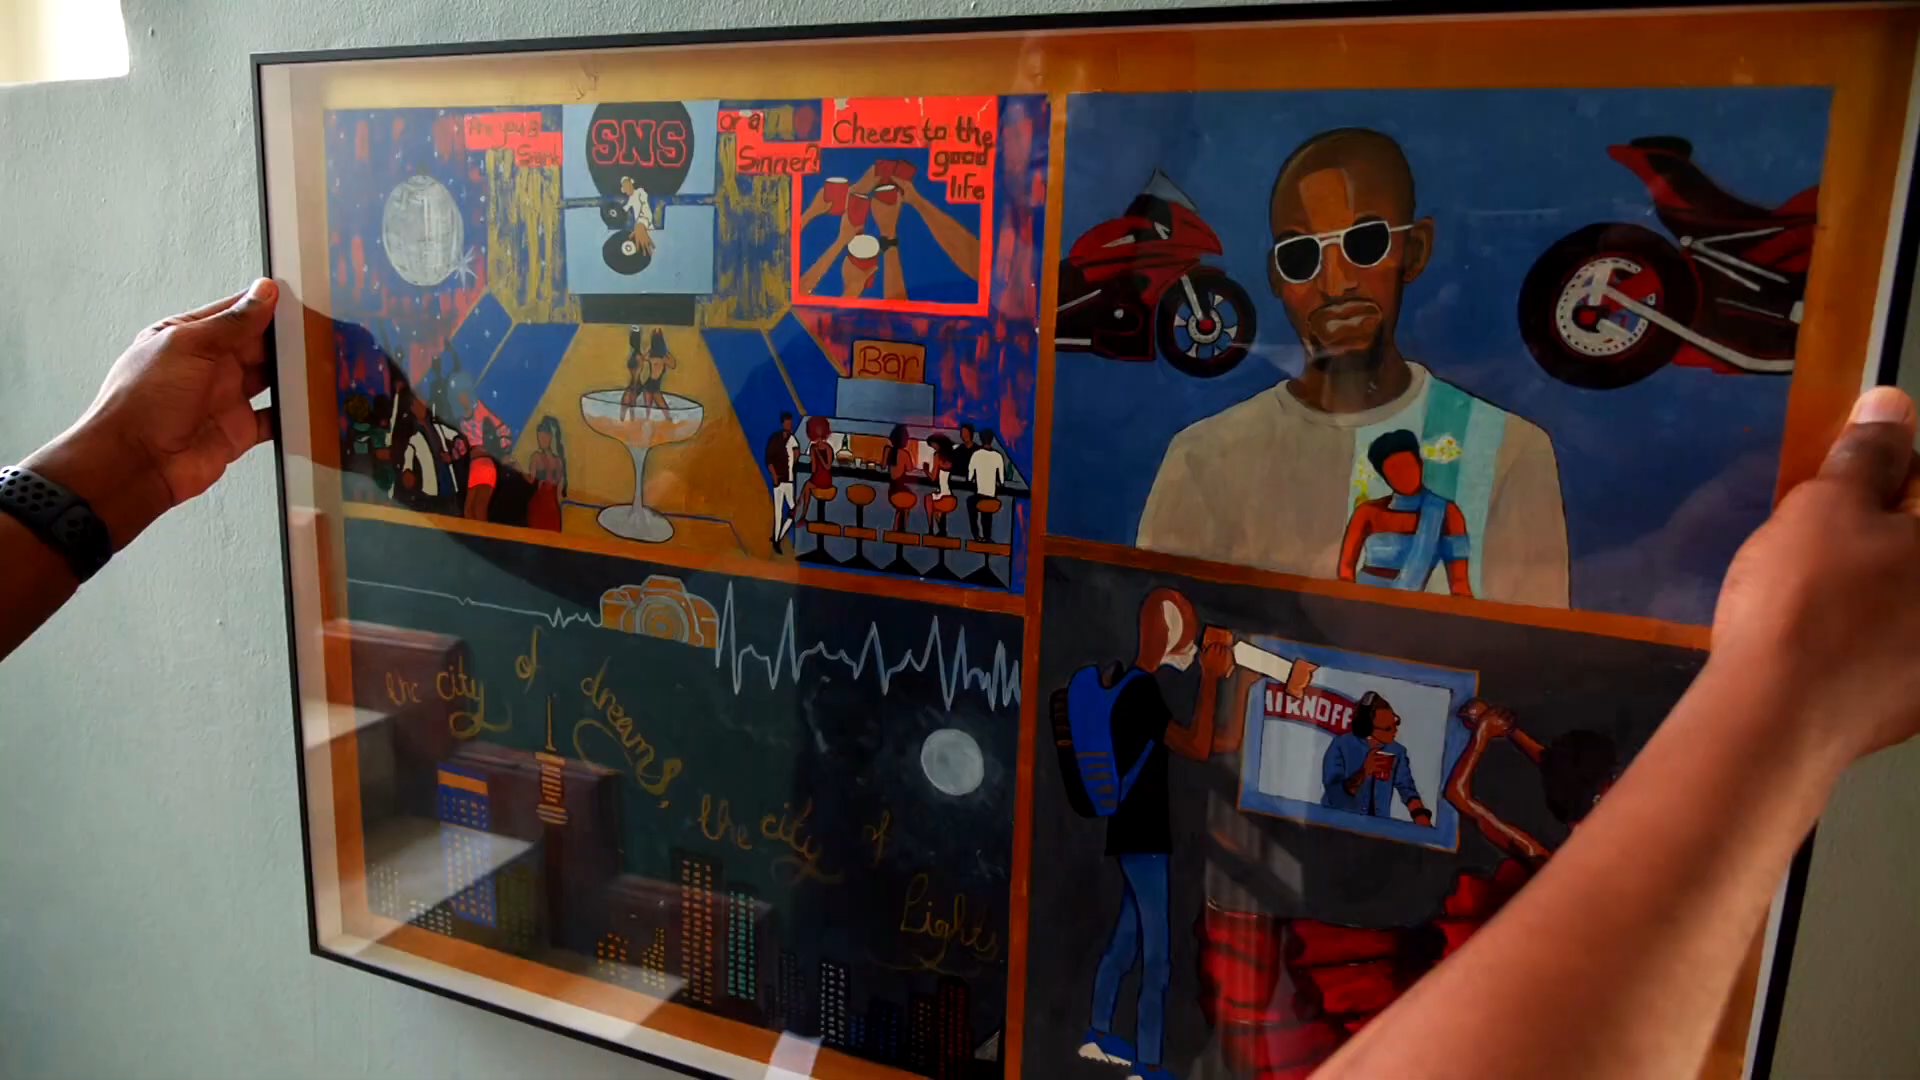 Are you a
Saint
SNS
or a
Sinner?
Cheers to the
good
life
Bar
the city of dreams,
the city of
Lights
MIRNOFF